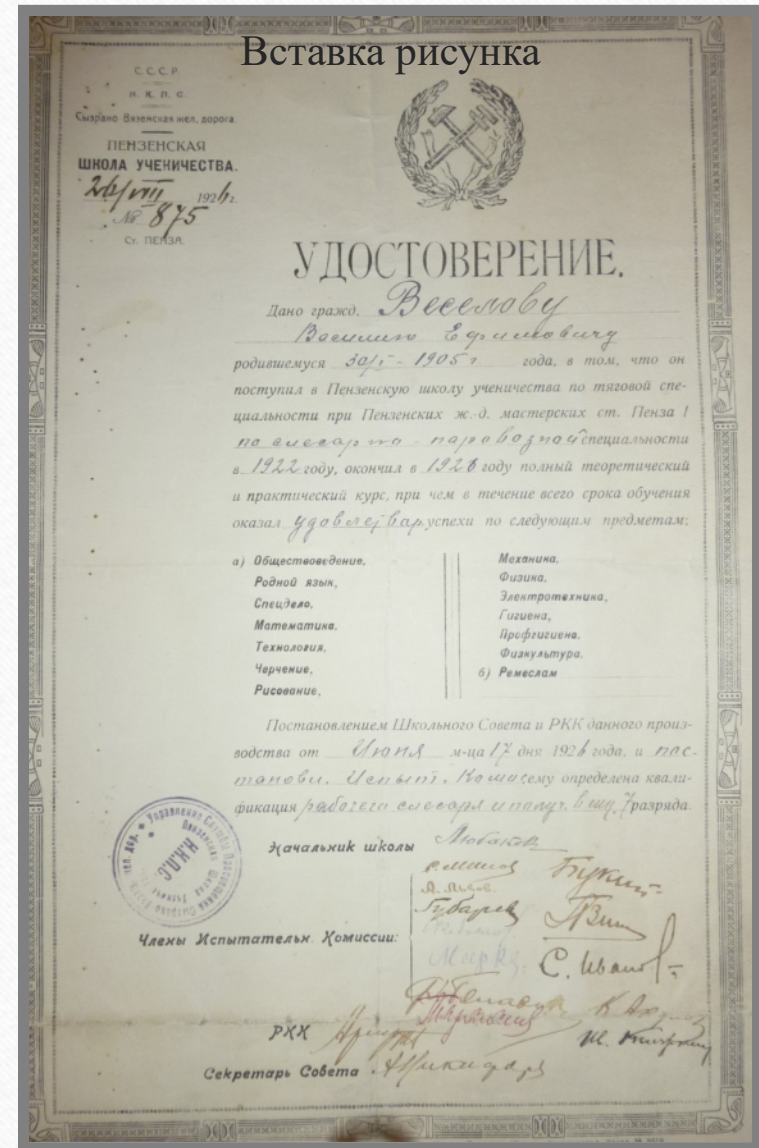 Вставка рисунка
С.С.С.Р.
Н. К. П. С.
Сызрано Вяземская жел. дорога.
ПЕНЗЕНСКАЯ
ШКОЛА УЧЕНИЧЕСТВА.
26/VIII 1926г.
№ 875
Ст. ПЕНЗА.
УДОСТОВЕРЕНИЕ.
Дано гражд. Веселову
Василию Ефимовичу
родившемуся 30/I - 1905 г года, в том, что он
поступил в Пензенскую школу ученичества по тяговой спе-
циальности при Пензенских ж.-д. мастерских ст. Пенза I
по слесарно-паровозной специальности
в 1922 году, окончил в 1926 году полный теоретический
и практический курс, при чем в течение всего срока обучения
оказал удовлетвор. успехи по следующим предметам:
а) Обществоведение,
Родной язык,
Спецдело,
Математика,
Технология,
Черчение,
Рисование,
Механика,
Физика,
Электротехника,
Гигиена,
Профгигиена,
Физкультура.
б) Ремеслам
Постановлением Школьного Совета и РКК данного произ-
водства от Июня м-ца 17 дня 1926 года, и пос-
тановл. Испыт. Комис. ему определена квали-
фикация рабочего слесаря и получ. 7 разряда.
Начальник школы
Губарев
Члены Испытательн. Комиссии:
С. Иванов
РКК
Секретарь Совета
Н.К.П.С.